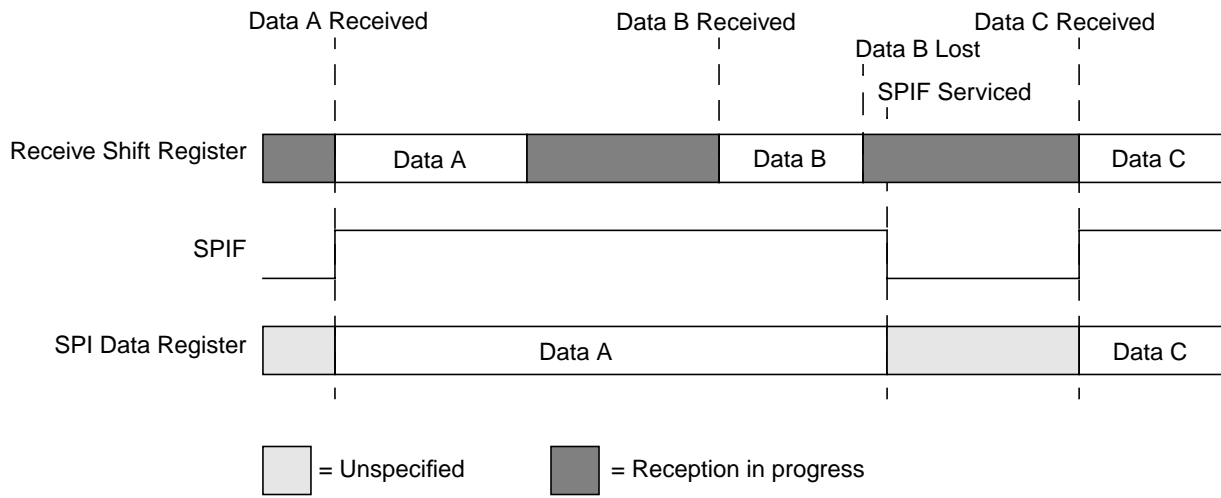 Data A Received
Data B Received
Data C Received
Data B Lost
SPIF Serviced
Receive Shift Register
Data A
Data B
Data C
SPIF
SPI Data Register
Data A
Data C
= Unspecified
= Reception in progress